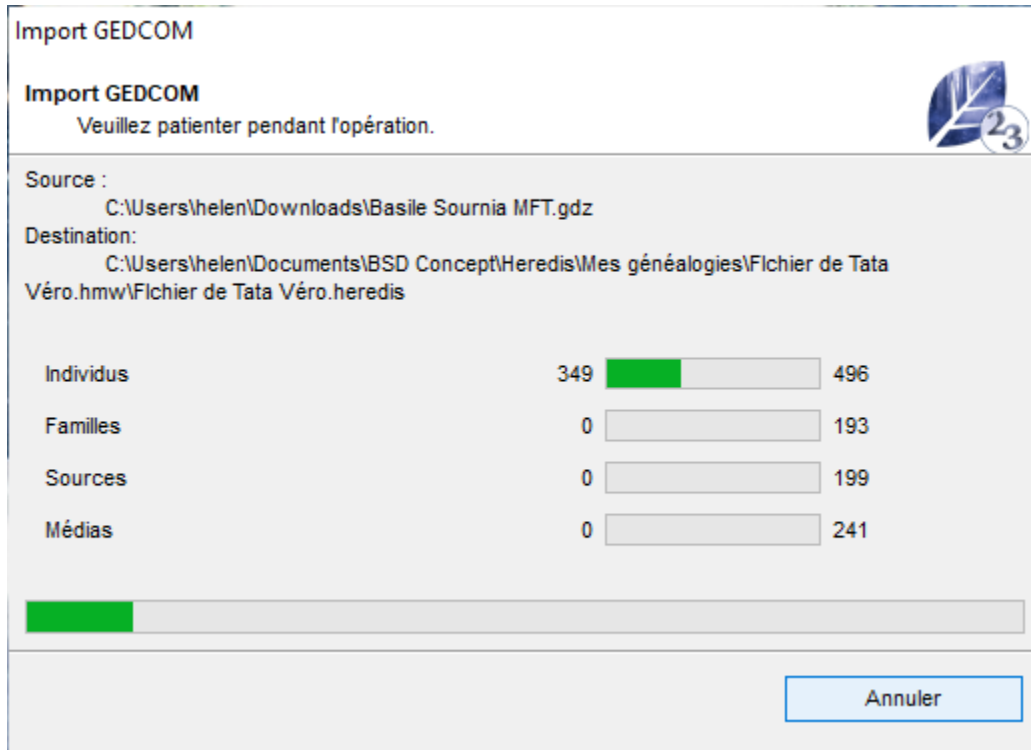 Import GEDCOM
Import GEDCOM
Veuillez patienter pendant l'opération.
23
Source :
C:\Users\helen\Downloads\Basile Sournia MFT.gdz
Destination:
C:\Users\helen\Documents\BSD Concept\Heredis\Mes généalogies\FIchier de Tata
Véro.hmw\FIchier de Tata Véro.heredis
Individus 349 496
Familles 0 193
Sources 0 199
Médias 0 241
Annuler